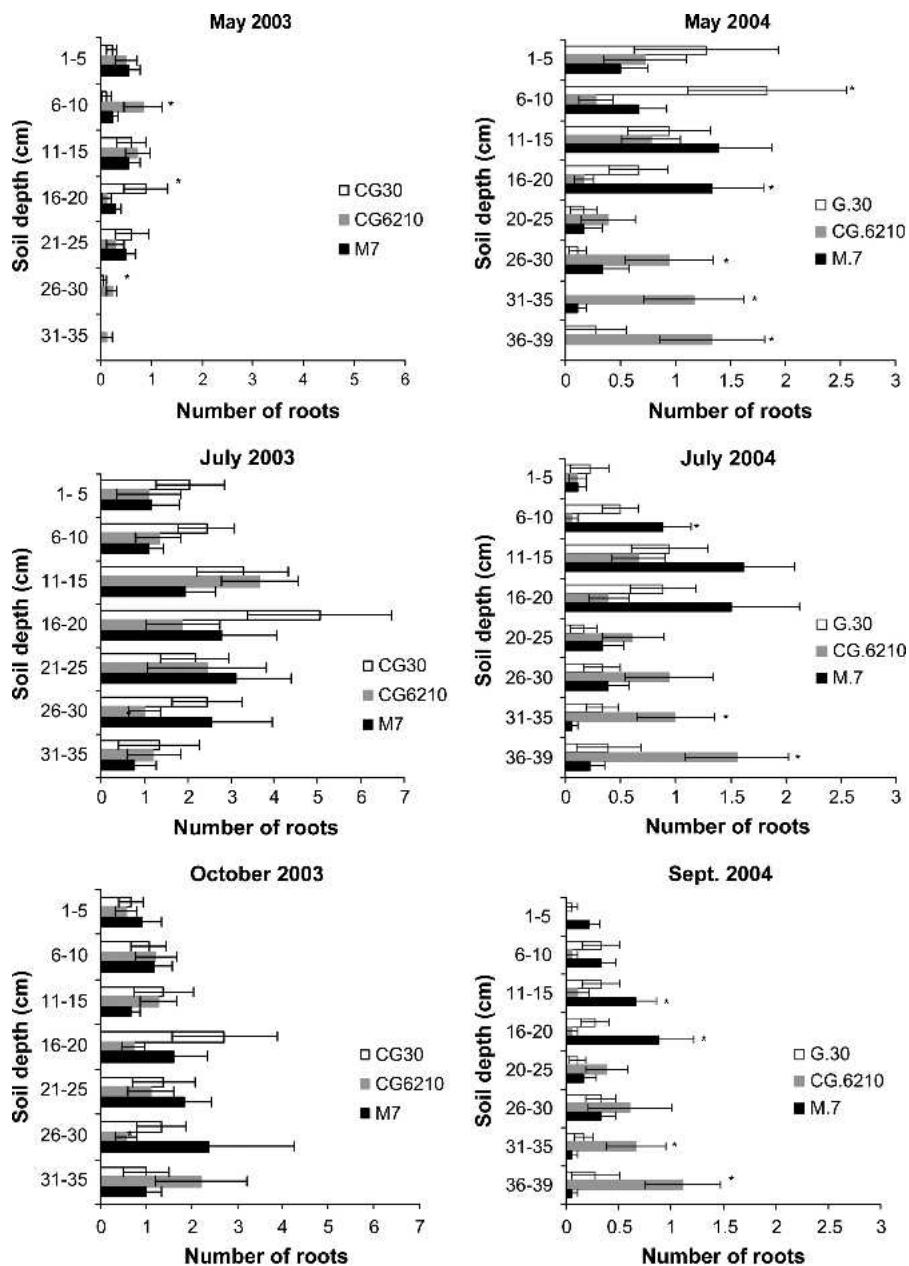 May 2003
Soil depth (cm)
1-5
6-10
11-15
16-20
21-25
26-30
31-35
*
*
*
CG30
CG6210
M7
0 1 2 3 4 5 6
Number of roots
May 2004
Soil depth (cm)
1-5
6-10
11-15
16-20
20-25
26-30
31-35
36-39
*
*
*
*
*
G.30
CG.6210
M.7
0 0.5 1 1.5 2 2.5 3
Number of roots
July 2003
Soil depth (cm)
1- 5
6-10
11-15
16-20
21-25
26-30
31-35
*
CG30
CG6210
M7
0 1 2 3 4 5 6 7
Number of roots
July 2004
Soil depth (cm)
1-5
6-10
11-15
16-20
20-25
26-30
31-35
36-39
*
*
*
G.30
CG.6210
M.7
0 0.5 1 1.5 2 2.5 3
Number of roots
October 2003
Soil depth (cm)
1-5
6-10
11-15
16-20
21-25
26-30
31-35
*
CG30
CG6210
M7
0 1 2 3 4 5 6 7
Number of roots
Sept. 2004
Soil depth (cm)
1-5
6-10
11-15
16-20
20-25
26-30
31-35
36-39
*
*
*
*
G.30
CG.6210
M.7
0 0.5 1 1.5 2 2.5 3
Number of roots